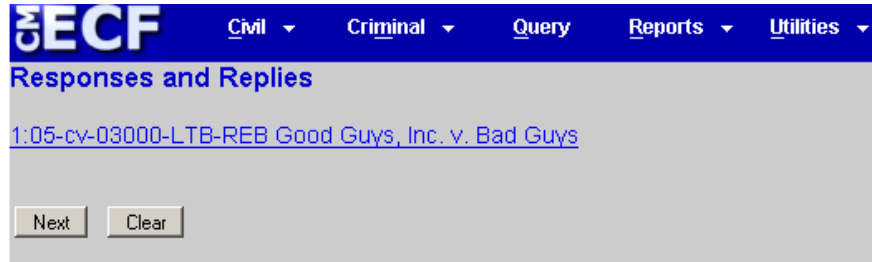 CM ECF Civil Criminal Query Reports Utilities
Responses and Replies
1:05-cv-03000-LTB-REB Good Guys, Inc. v. Bad Guys
Next Clear